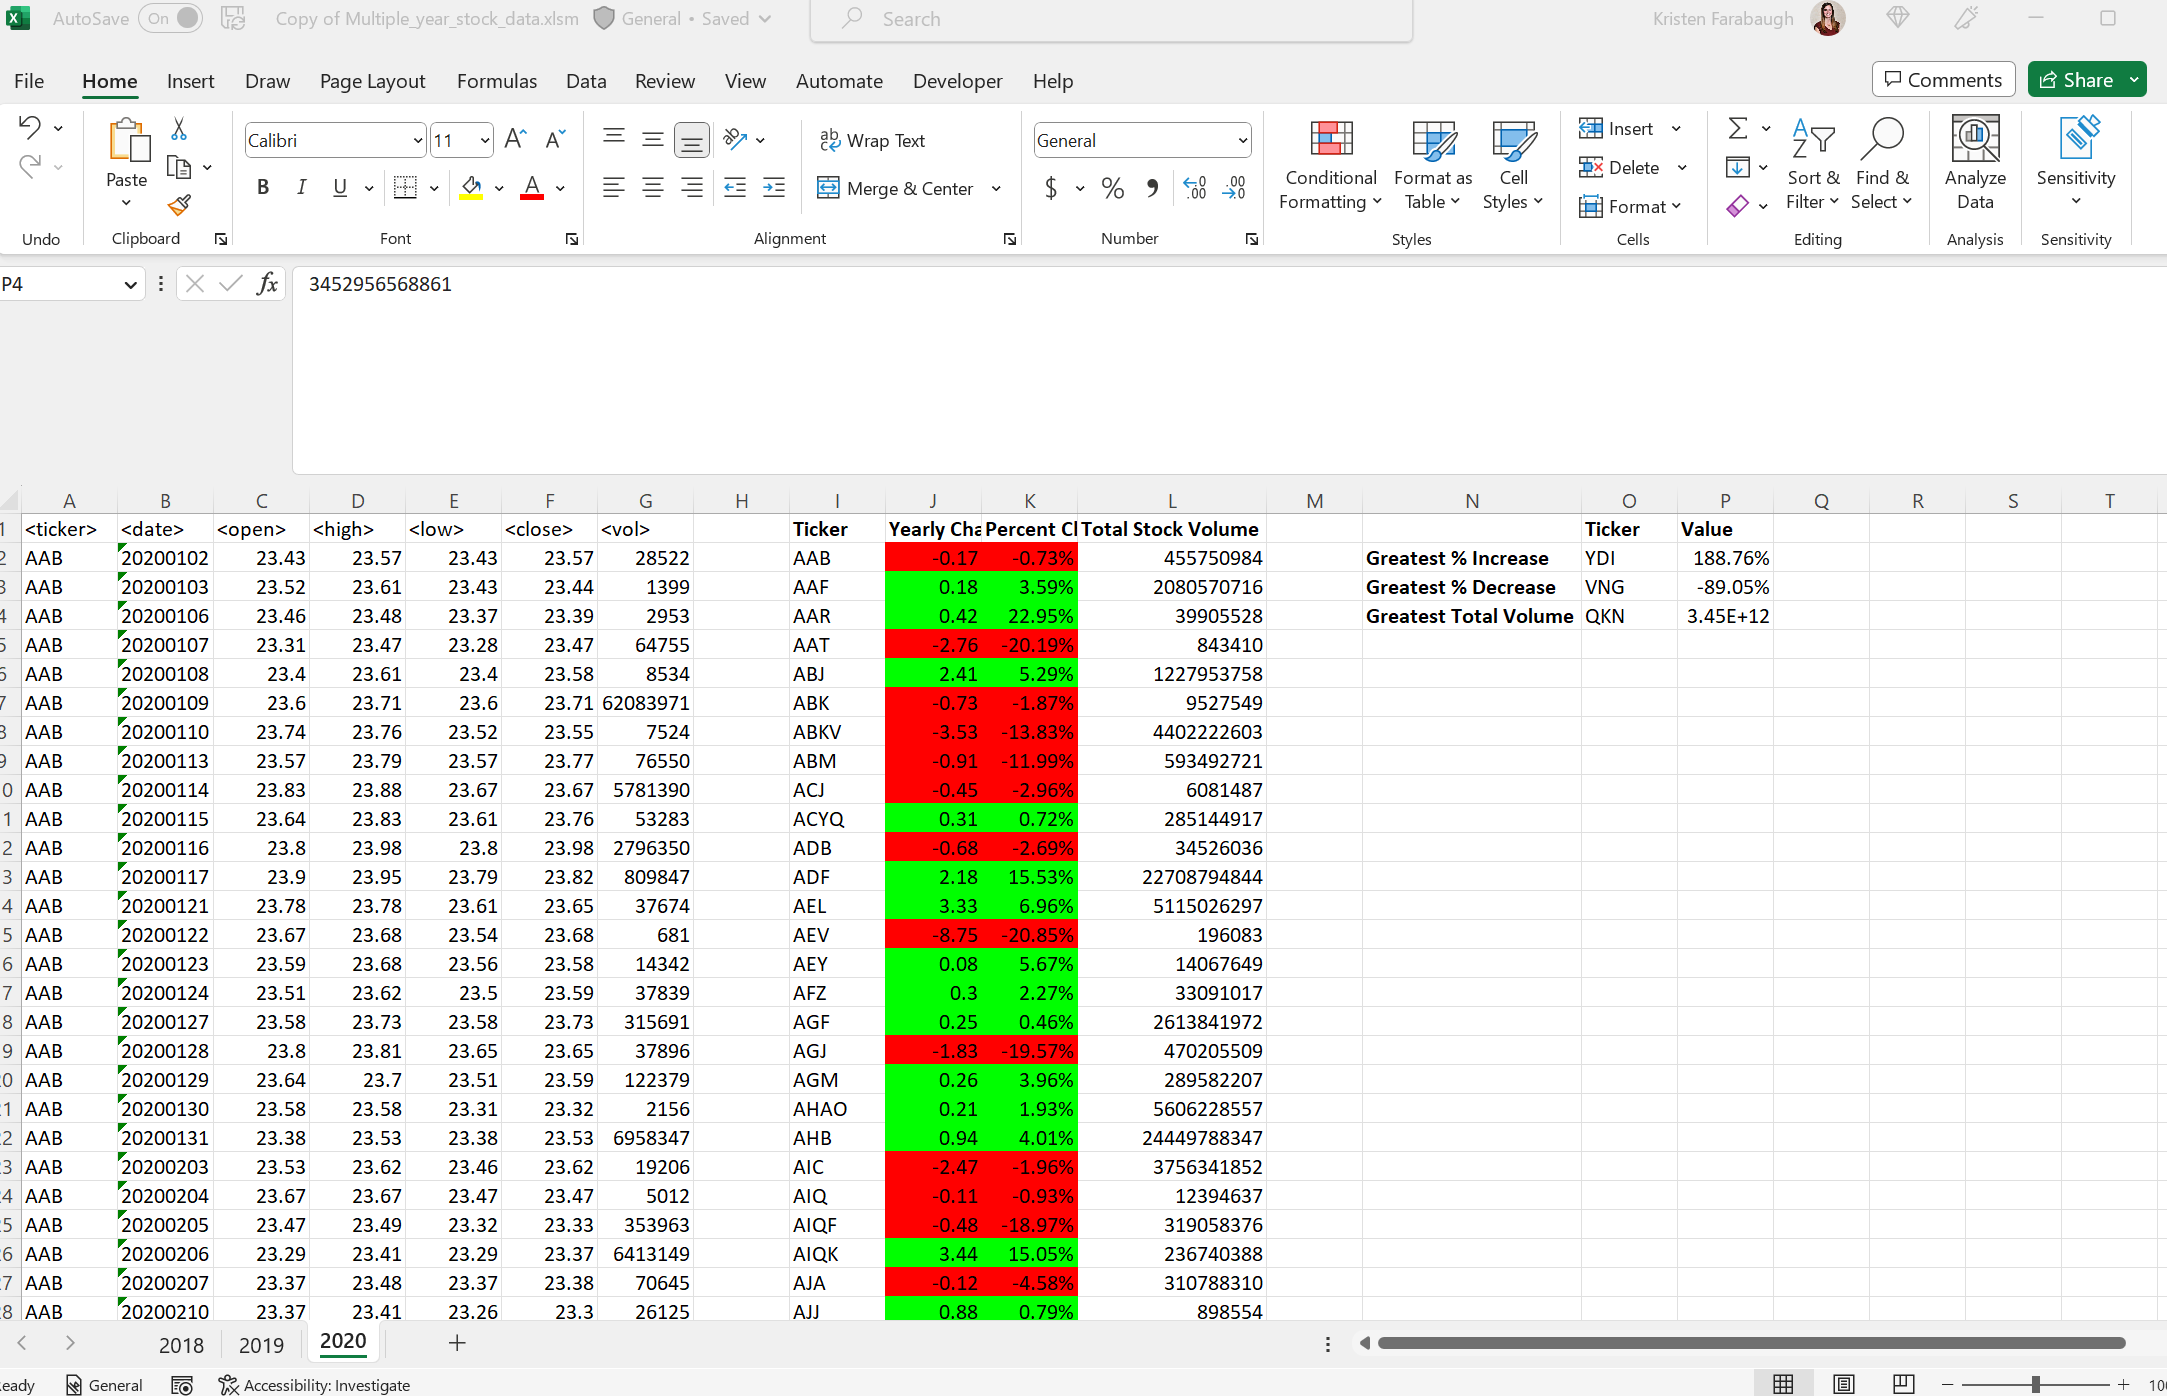 AutoSave On Copy of Multiple_year_stock_data.xlsm General • Saved Search Kristen Farabaugh
File Home Insert Draw Page Layout Formulas Data Review View Automate Developer Help Comments Share
Calibri 11 ab Wrap Text General Insert Σ
Paste B I U A Merge & Center $ % Conditional Formatting Format as Table Cell Styles Delete Format Sort & Filter Find & Select Analyze Data Sensitivity
Undo Clipboard Font Alignment Number Styles Cells Editing Analysis Sensitivity
P4 fx 3452956568861
A B C D E F G H I J K L M N O P Q R S T
1 <ticker> <date> <open> <high> <low> <close> <vol> Ticker Yearly Cha Percent Cl Total Stock Volume Ticker Value
2 AAB 20200102 23.43 23.57 23.43 23.57 28522 AAB -0.17 -0.73% 455750984 Greatest % Increase YDI 188.76%
3 AAB 20200103 23.52 23.61 23.43 23.44 1399 AAF 0.18 3.59% 2080570716 Greatest % Decrease VNG -89.05%
4 AAB 20200106 23.46 23.48 23.37 23.39 2953 AAR 0.42 22.95% 39905528 Greatest Total Volume QKN 3.45E+12
5 AAB 20200107 23.31 23.47 23.28 23.47 64755 AAT -2.76 -20.19% 843410
6 AAB 20200108 23.4 23.61 23.4 23.58 8534 ABJ 2.41 5.29% 1227953758
7 AAB 20200109 23.6 23.71 23.6 23.71 62083971 ABK -0.73 -1.87% 9527549
8 AAB 20200110 23.74 23.76 23.52 23.55 7524 ABKV -3.53 -13.83% 4402222603
9 AAB 20200113 23.57 23.79 23.57 23.77 76550 ABM -0.91 -11.99% 593492721
0 AAB 20200114 23.83 23.88 23.67 23.67 5781390 ACJ -0.45 -2.96% 6081487
1 AAB 20200115 23.64 23.83 23.61 23.76 53283 ACYQ 0.31 0.72% 285144917
2 AAB 20200116 23.8 23.98 23.8 23.98 2796350 ADB -0.68 -2.69% 34526036
3 AAB 20200117 23.9 23.95 23.79 23.82 809847 ADF 2.18 15.53% 22708794844
4 AAB 20200121 23.78 23.78 23.61 23.65 37674 AEL 3.33 6.96% 5115026297
5 AAB 20200122 23.67 23.68 23.54 23.68 681 AEV -8.75 -20.85% 196083
6 AAB 20200123 23.59 23.68 23.56 23.58 14342 AEY 0.08 5.67% 14067649
7 AAB 20200124 23.51 23.62 23.5 23.59 37839 AFZ 0.3 2.27% 33091017
8 AAB 20200127 23.58 23.73 23.58 23.73 315691 AGF 0.25 0.46% 2613841972
9 AAB 20200128 23.8 23.81 23.65 23.65 37896 AGJ -1.83 -19.57% 470205509
20 AAB 20200129 23.64 23.7 23.51 23.59 122379 AGM 0.26 3.96% 289582207
21 AAB 20200130 23.58 23.58 23.31 23.32 2156 AHAO 0.21 1.93% 5606228557
22 AAB 20200131 23.38 23.53 23.38 23.53 6958347 AHB 0.94 4.01% 24449788347
23 AAB 20200203 23.53 23.62 23.46 23.62 19206 AIC -2.47 -1.96% 3756341852
24 AAB 20200204 23.67 23.67 23.47 23.47 5012 AIQ -0.11 -0.93% 12394637
25 AAB 20200205 23.47 23.49 23.32 23.33 353963 AIQF -0.48 -18.97% 319058376
26 AAB 20200206 23.29 23.41 23.29 23.37 6413149 AIQK 3.44 15.05% 236740388
27 AAB 20200207 23.37 23.48 23.37 23.38 70645 AJA -0.12 -4.58% 310788310
28 AAB 20200210 23.37 23.41 23.26 23.3 26125 AJJ 0.88 0.79% 898554
2018 2019 2020
eady General Accessibility: Investigate 10